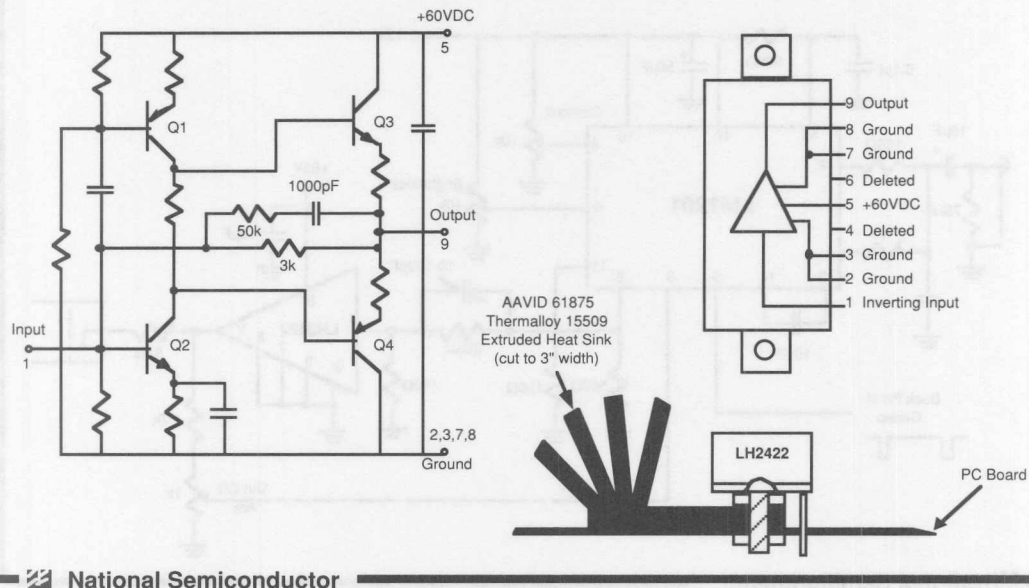 +60VDC
5
Q1
Q3
1000pF
50k
3k
Output
9
Input
1
Q2
Q4
2,3,7,8
Ground
9 Output
8 Ground
7 Ground
6 Deleted
5 +60VDC
4 Deleted
3 Ground
2 Ground
1 Inverting Input
AAVID 61875
Thermalloy 15509
Extruded Heat Sink
(cut to 3" width)
LH2422
PC Board
National Semiconductor